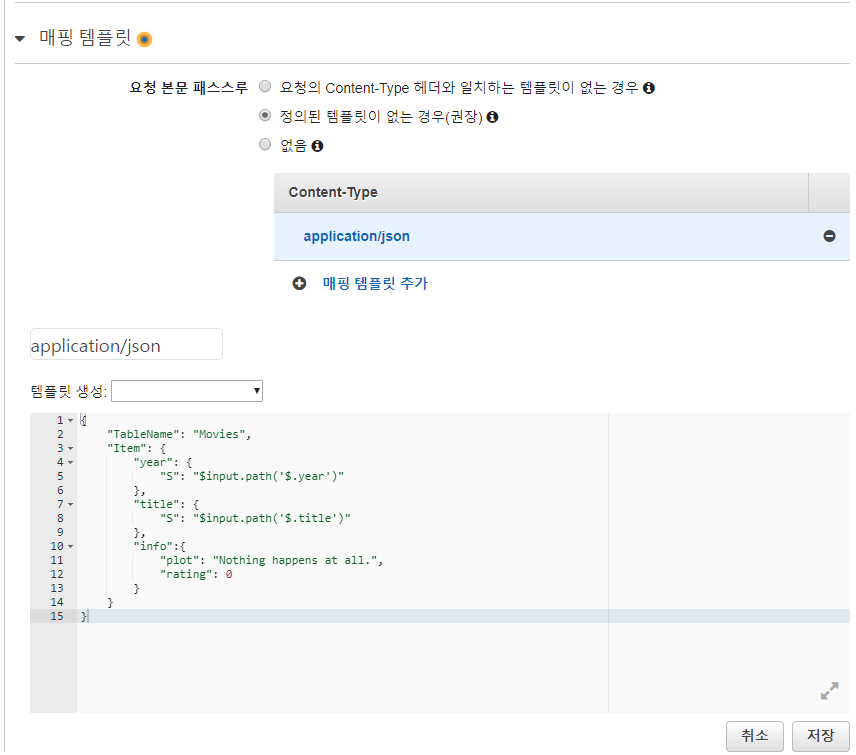 매핑 템플릿
요청 본문 패스스루
요청의 Content-Type 헤더와 일치하는 템플릿이 없는 경우
정의된 템플릿이 없는 경우(권장)
없음
Content-Type
application/json
매핑 템플릿 추가
application/json
템플릿 생성:
1 {
2 "TableName": "Movies",
3 "Item": {
4 "year": {
5 "S": "$input.path('$.year')"
6 },
7 "title": {
8 "S": "$input.path('$.title')"
9 },
10 "info":{
11 "plot": "Nothing happens at all.",
12 "rating": 0
13 }
14 }
15 }
취소 저장